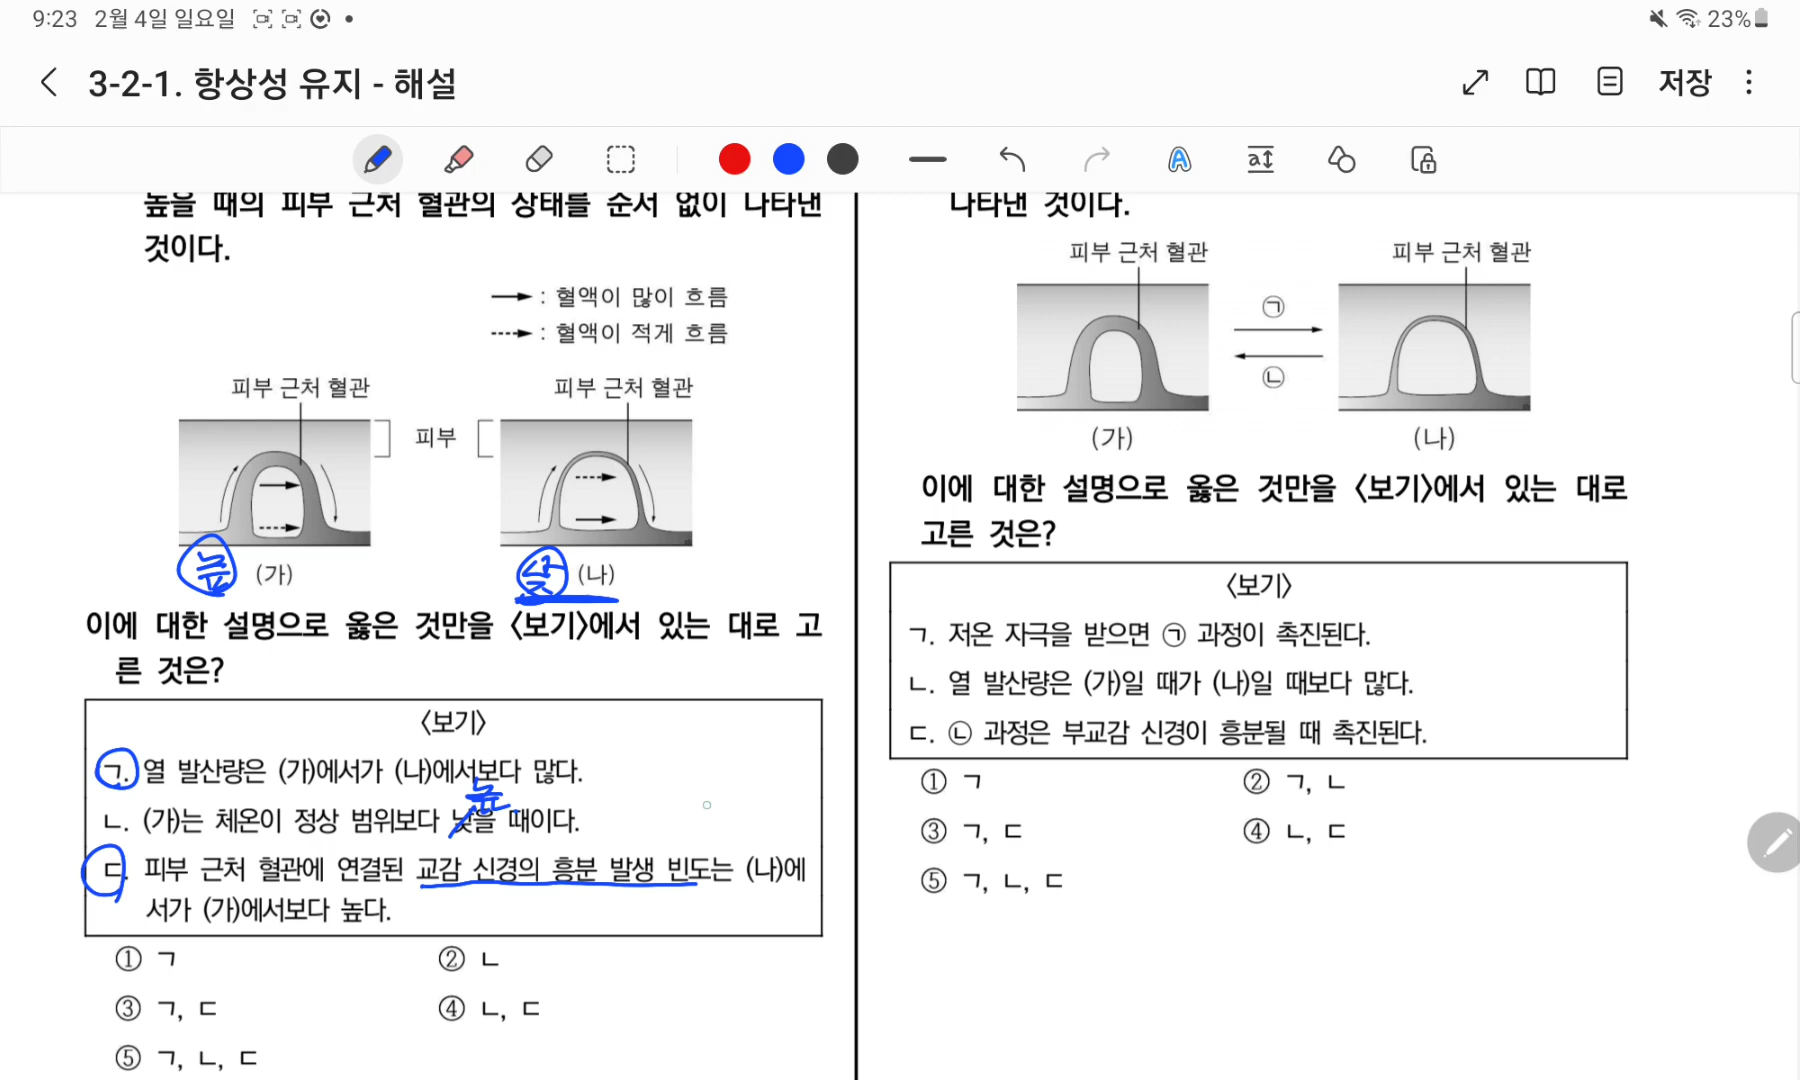 9:23 2월 4일 일요일
23%
3-2-1. 항상성 유지 - 해설
저장
높을 때의 피부 근처 혈관의 상태를 순서 없이 나타낸
것이다.
: 혈액이 많이 흐름
: 혈액이 적게 흐름
피부 근처 혈관
피부 근처 혈관
피부
높 (가)
낮 (나)
이에 대한 설명으로 옳은 것만을 〈보기〉에서 있는 대로 고
른 것은?
〈보기〉
ㄱ. 열 발산량은 (가)에서가 (나)에서보다 많다.
높
ㄴ. (가)는 체온이 정상 범위보다 낮을 때이다.
ㄷ. 피부 근처 혈관에 연결된 교감 신경의 흥분 발생 빈도는 (나)에
서가 (가)에서보다 높다.
① ㄱ ② ㄴ
③ ㄱ, ㄷ ④ ㄴ, ㄷ
⑤ ㄱ, ㄴ, ㄷ
나타낸 것이다.
피부 근처 혈관
피부 근처 혈관
㉠
㉡
(가)
(나)
이에 대한 설명으로 옳은 것만을 〈보기〉에서 있는 대로
고른 것은?
〈보기〉
ㄱ. 저온 자극을 받으면 ㉠ 과정이 촉진된다.
ㄴ. 열 발산량은 (가)일 때가 (나)일 때보다 많다.
ㄷ. ㉡ 과정은 부교감 신경이 흥분될 때 촉진된다.
① ㄱ ② ㄱ, ㄴ
③ ㄱ, ㄷ ④ ㄴ, ㄷ
⑤ ㄱ, ㄴ, ㄷ